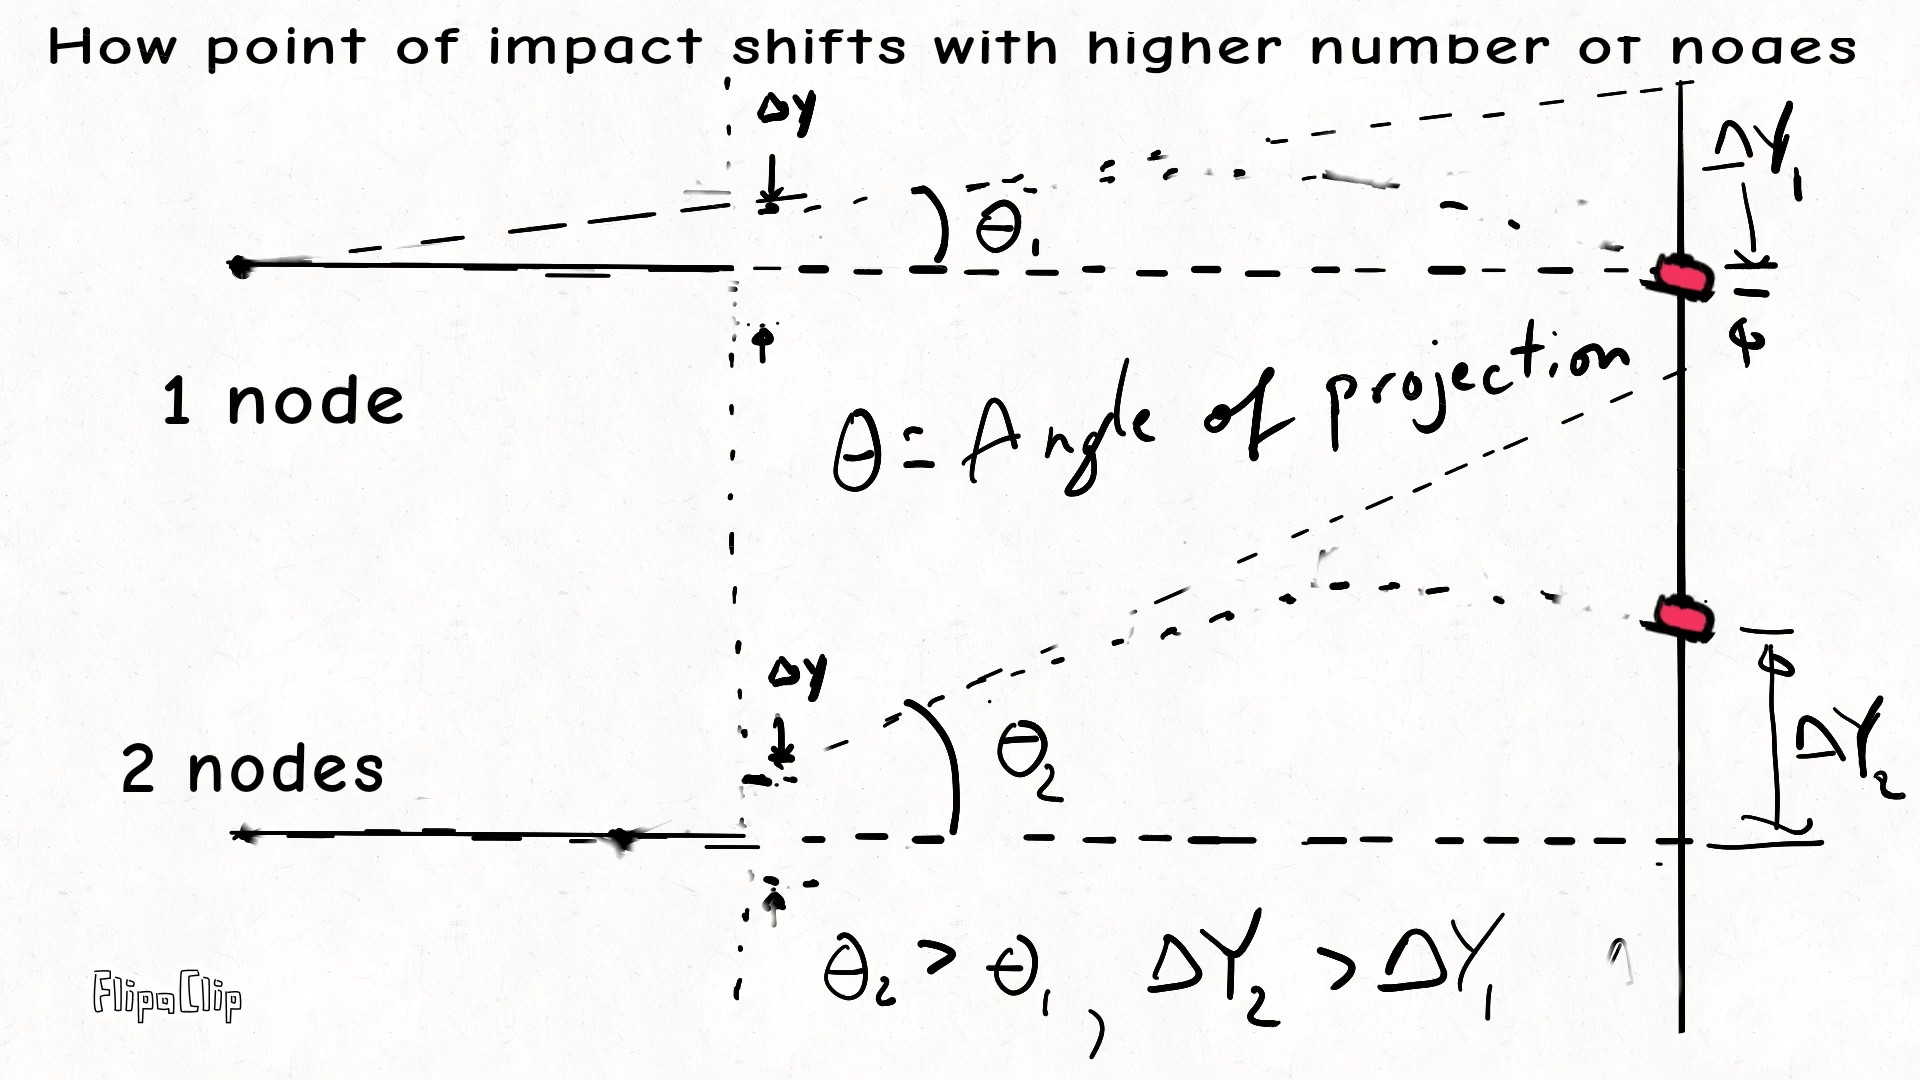 How point of impact shifts with higher number of nodes
Δy
ΔY₁
θ₁
1 node
θ = Angle of projection
Δy
θ₂
2 nodes
ΔY₂
θ₂ > θ₁, ΔY₂ > ΔY₁
FlipaClip